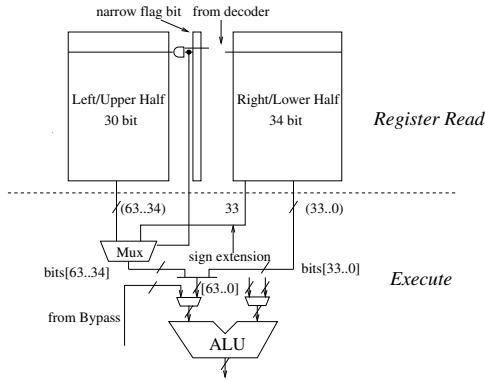 narrow flag bit
from decoder
Left/Upper Half
30 bit
Right/Lower Half
34 bit
Register Read
(63..34)
33
(33..0)
Mux
sign extension
bits[63..34]
bits[33..0]
[63..0]
Execute
from Bypass
ALU